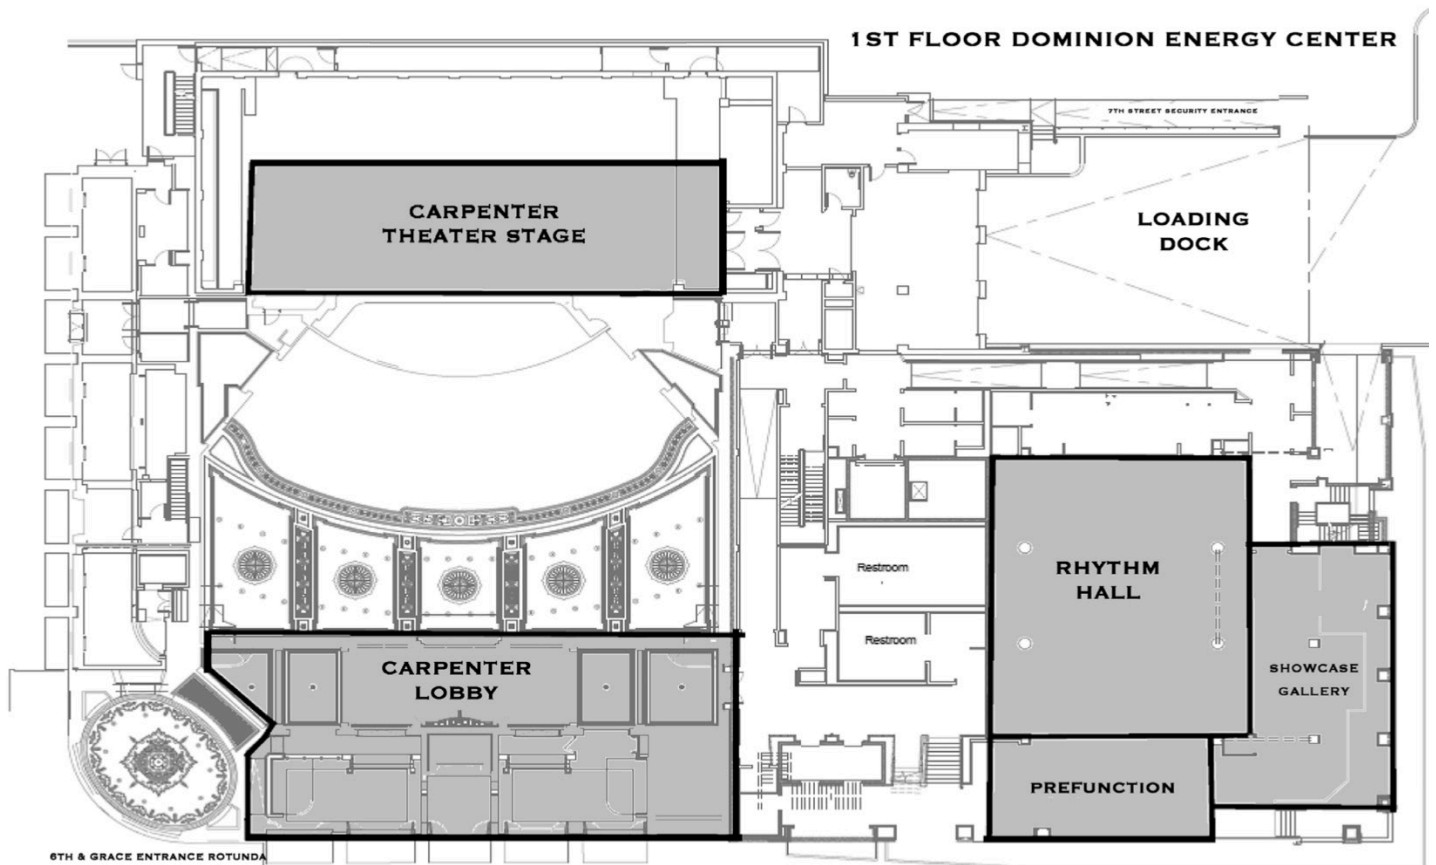 1ST FLOOR DOMINION ENERGY CENTER
7TH STREET SECURITY ENTRANCE
CARPENTER
THEATER STAGE
LOADING
DOCK
Restroom
RHYTHM
HALL
Restroom
CARPENTER
LOBBY
SHOWCASE
GALLERY
PREFUNCTION
6TH & GRACE ENTRANCE ROTUNDA